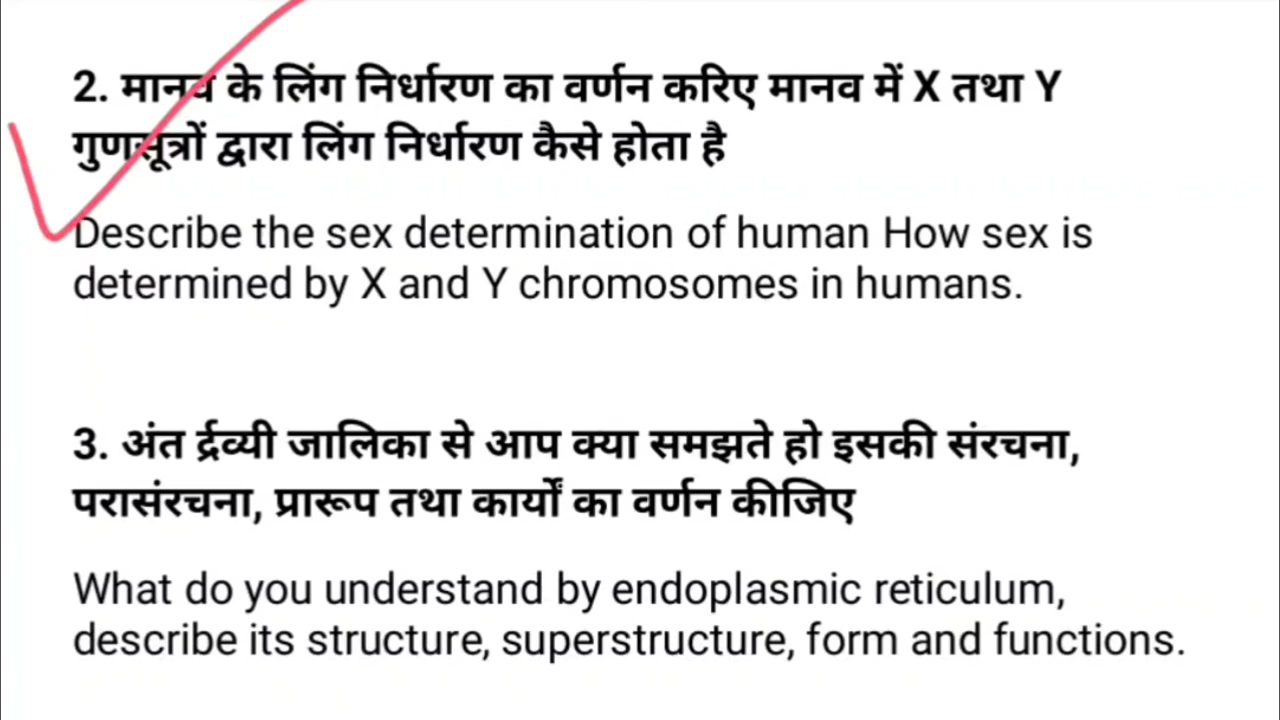 2. मानव के लिंग निर्धारण का वर्णन करिए मानव में X तथा Y
गुणसूत्रों द्वारा लिंग निर्धारण कैसे होता है
Describe the sex determination of human How sex is
determined by X and Y chromosomes in humans.
3. अंत र्द्रव्यी जालिका से आप क्या समझते हो इसकी संरचना,
परासंरचना, प्रारूप तथा कार्यों का वर्णन कीजिए
What do you understand by endoplasmic reticulum,
describe its structure, superstructure, form and functions.